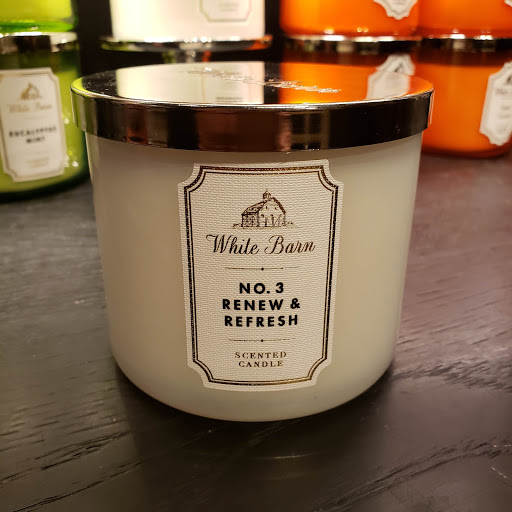 White Barn
NO. 3
RENEW &
REFRESH
SCENTED
CANDLE
White Barn
EUCALYPTUS
MINT